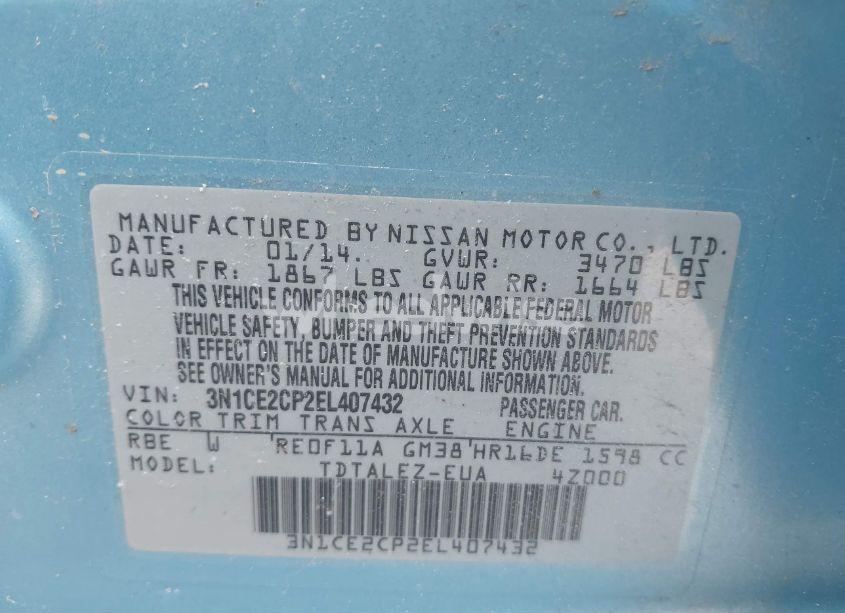 MANUFACTURED BY NISSAN MOTOR CO., LTD.
DATE: 01/14. GVWR: 3470 LBS
GAWR FR: 1867 LBS GAWR RR: 1664 LBS
THIS VEHICLE CONFORMS TO ALL APPLICABLE FEDERAL MOTOR
VEHICLE SAFETY, BUMPER AND THEFT PREVENTION STANDARDS
IN EFFECT ON THE DATE OF MANUFACTURE SHOWN ABOVE.
SEE OWNER'S MANUAL FOR ADDITIONAL INFORMATION.
VIN: 3N1CE2CP2EL407432 PASSENGER CAR.
COLOR TRIM TRANS AXLE ENGINE
RBE W RE0F11A GM38 HR16DE 1598 CC
MODEL: TDTALEZ-EUA 4Z000
3N1CE2CP2EL407432